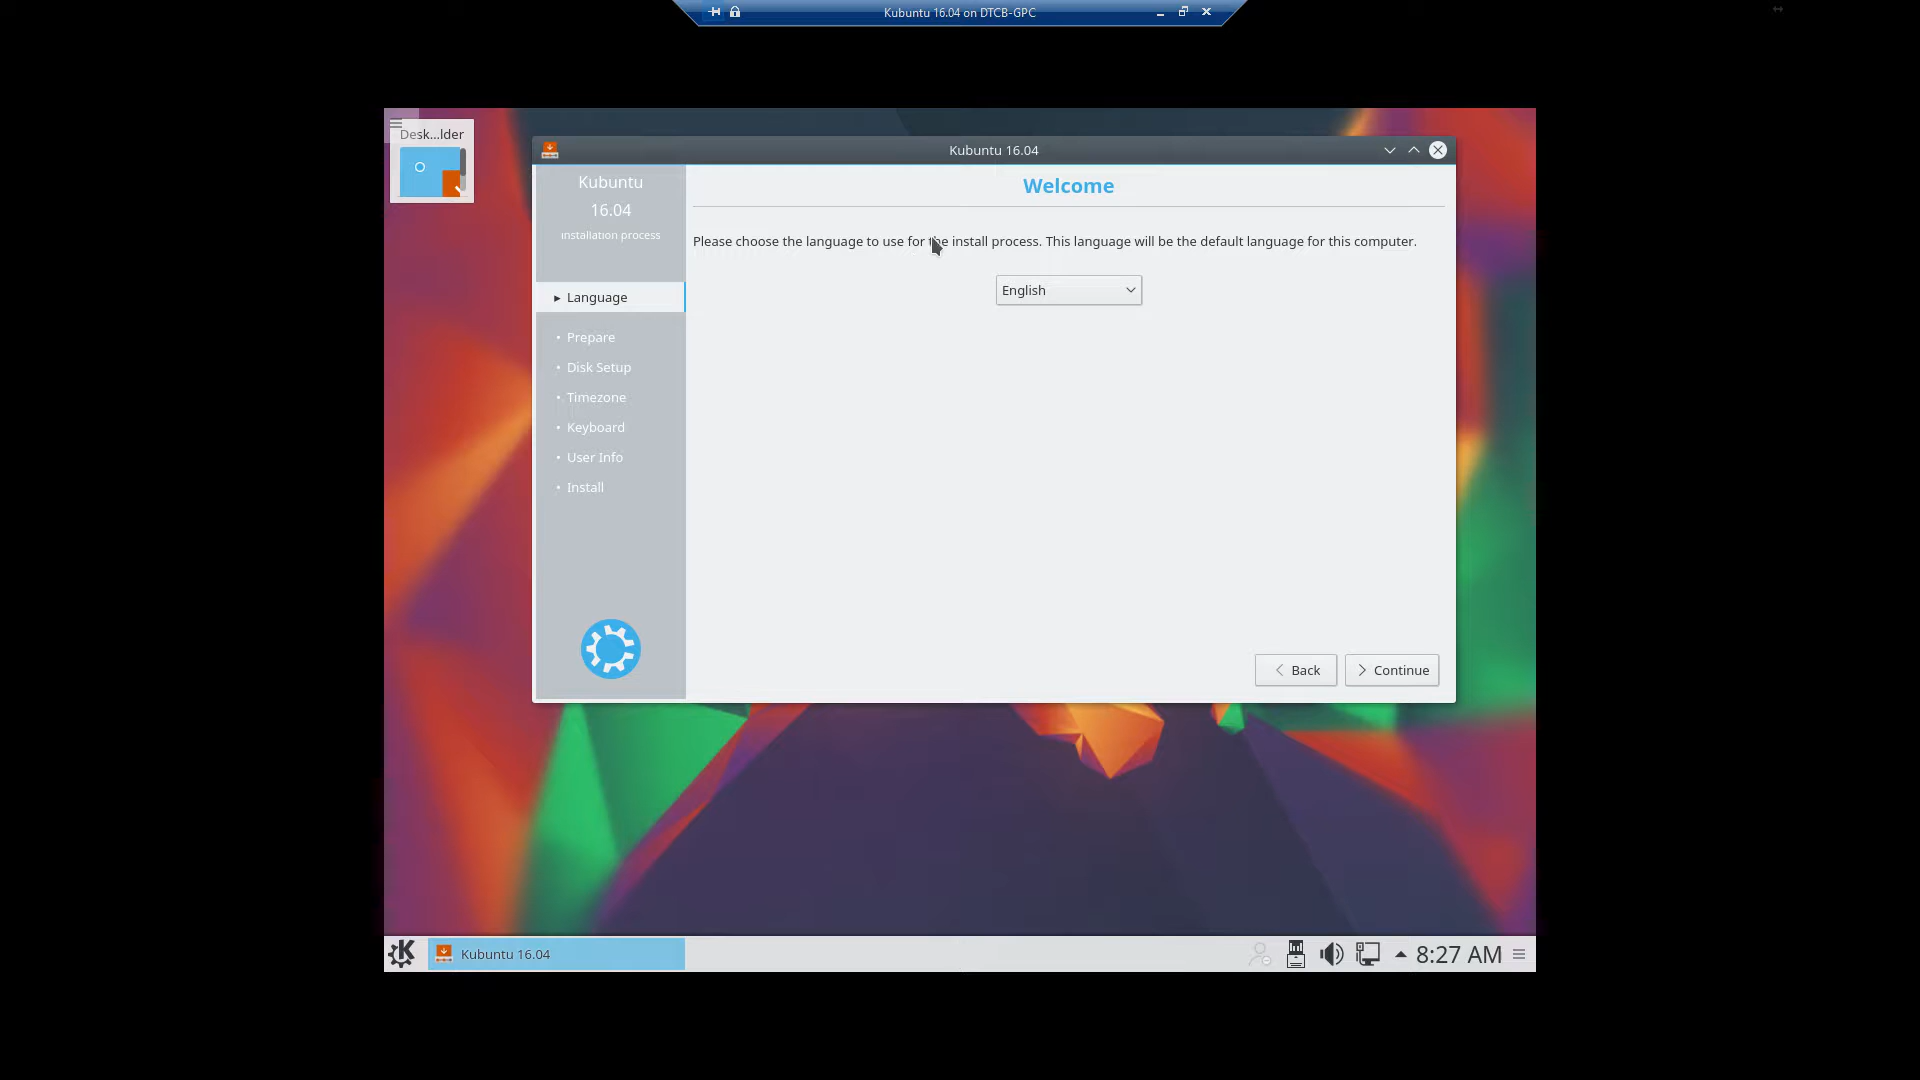 Kubuntu 16.04 on DTCB-GPC
Desk...lder
Kubuntu 16.04
Kubuntu
16.04
installation process
Language
Prepare
Disk Setup
Timezone
Keyboard
User Info
Install
Welcome
Please choose the language to use for the install process. This language will be the default language for this computer.
English
Back
Continue
Kubuntu 16.04
8:27 AM